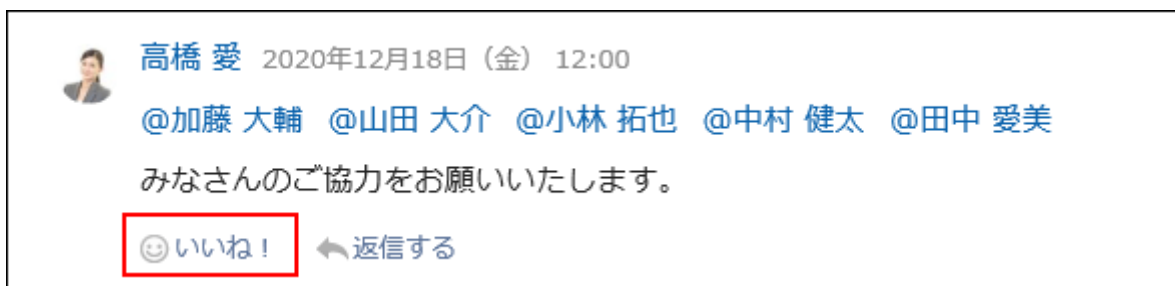 高橋 愛 2020年12月18日（金） 12:00
@加藤 大輔 @山田 大介 @小林 拓也 @中村 健太 @田中 愛美
みなさんのご協力をお願いいたします。
いいね！ 返信する